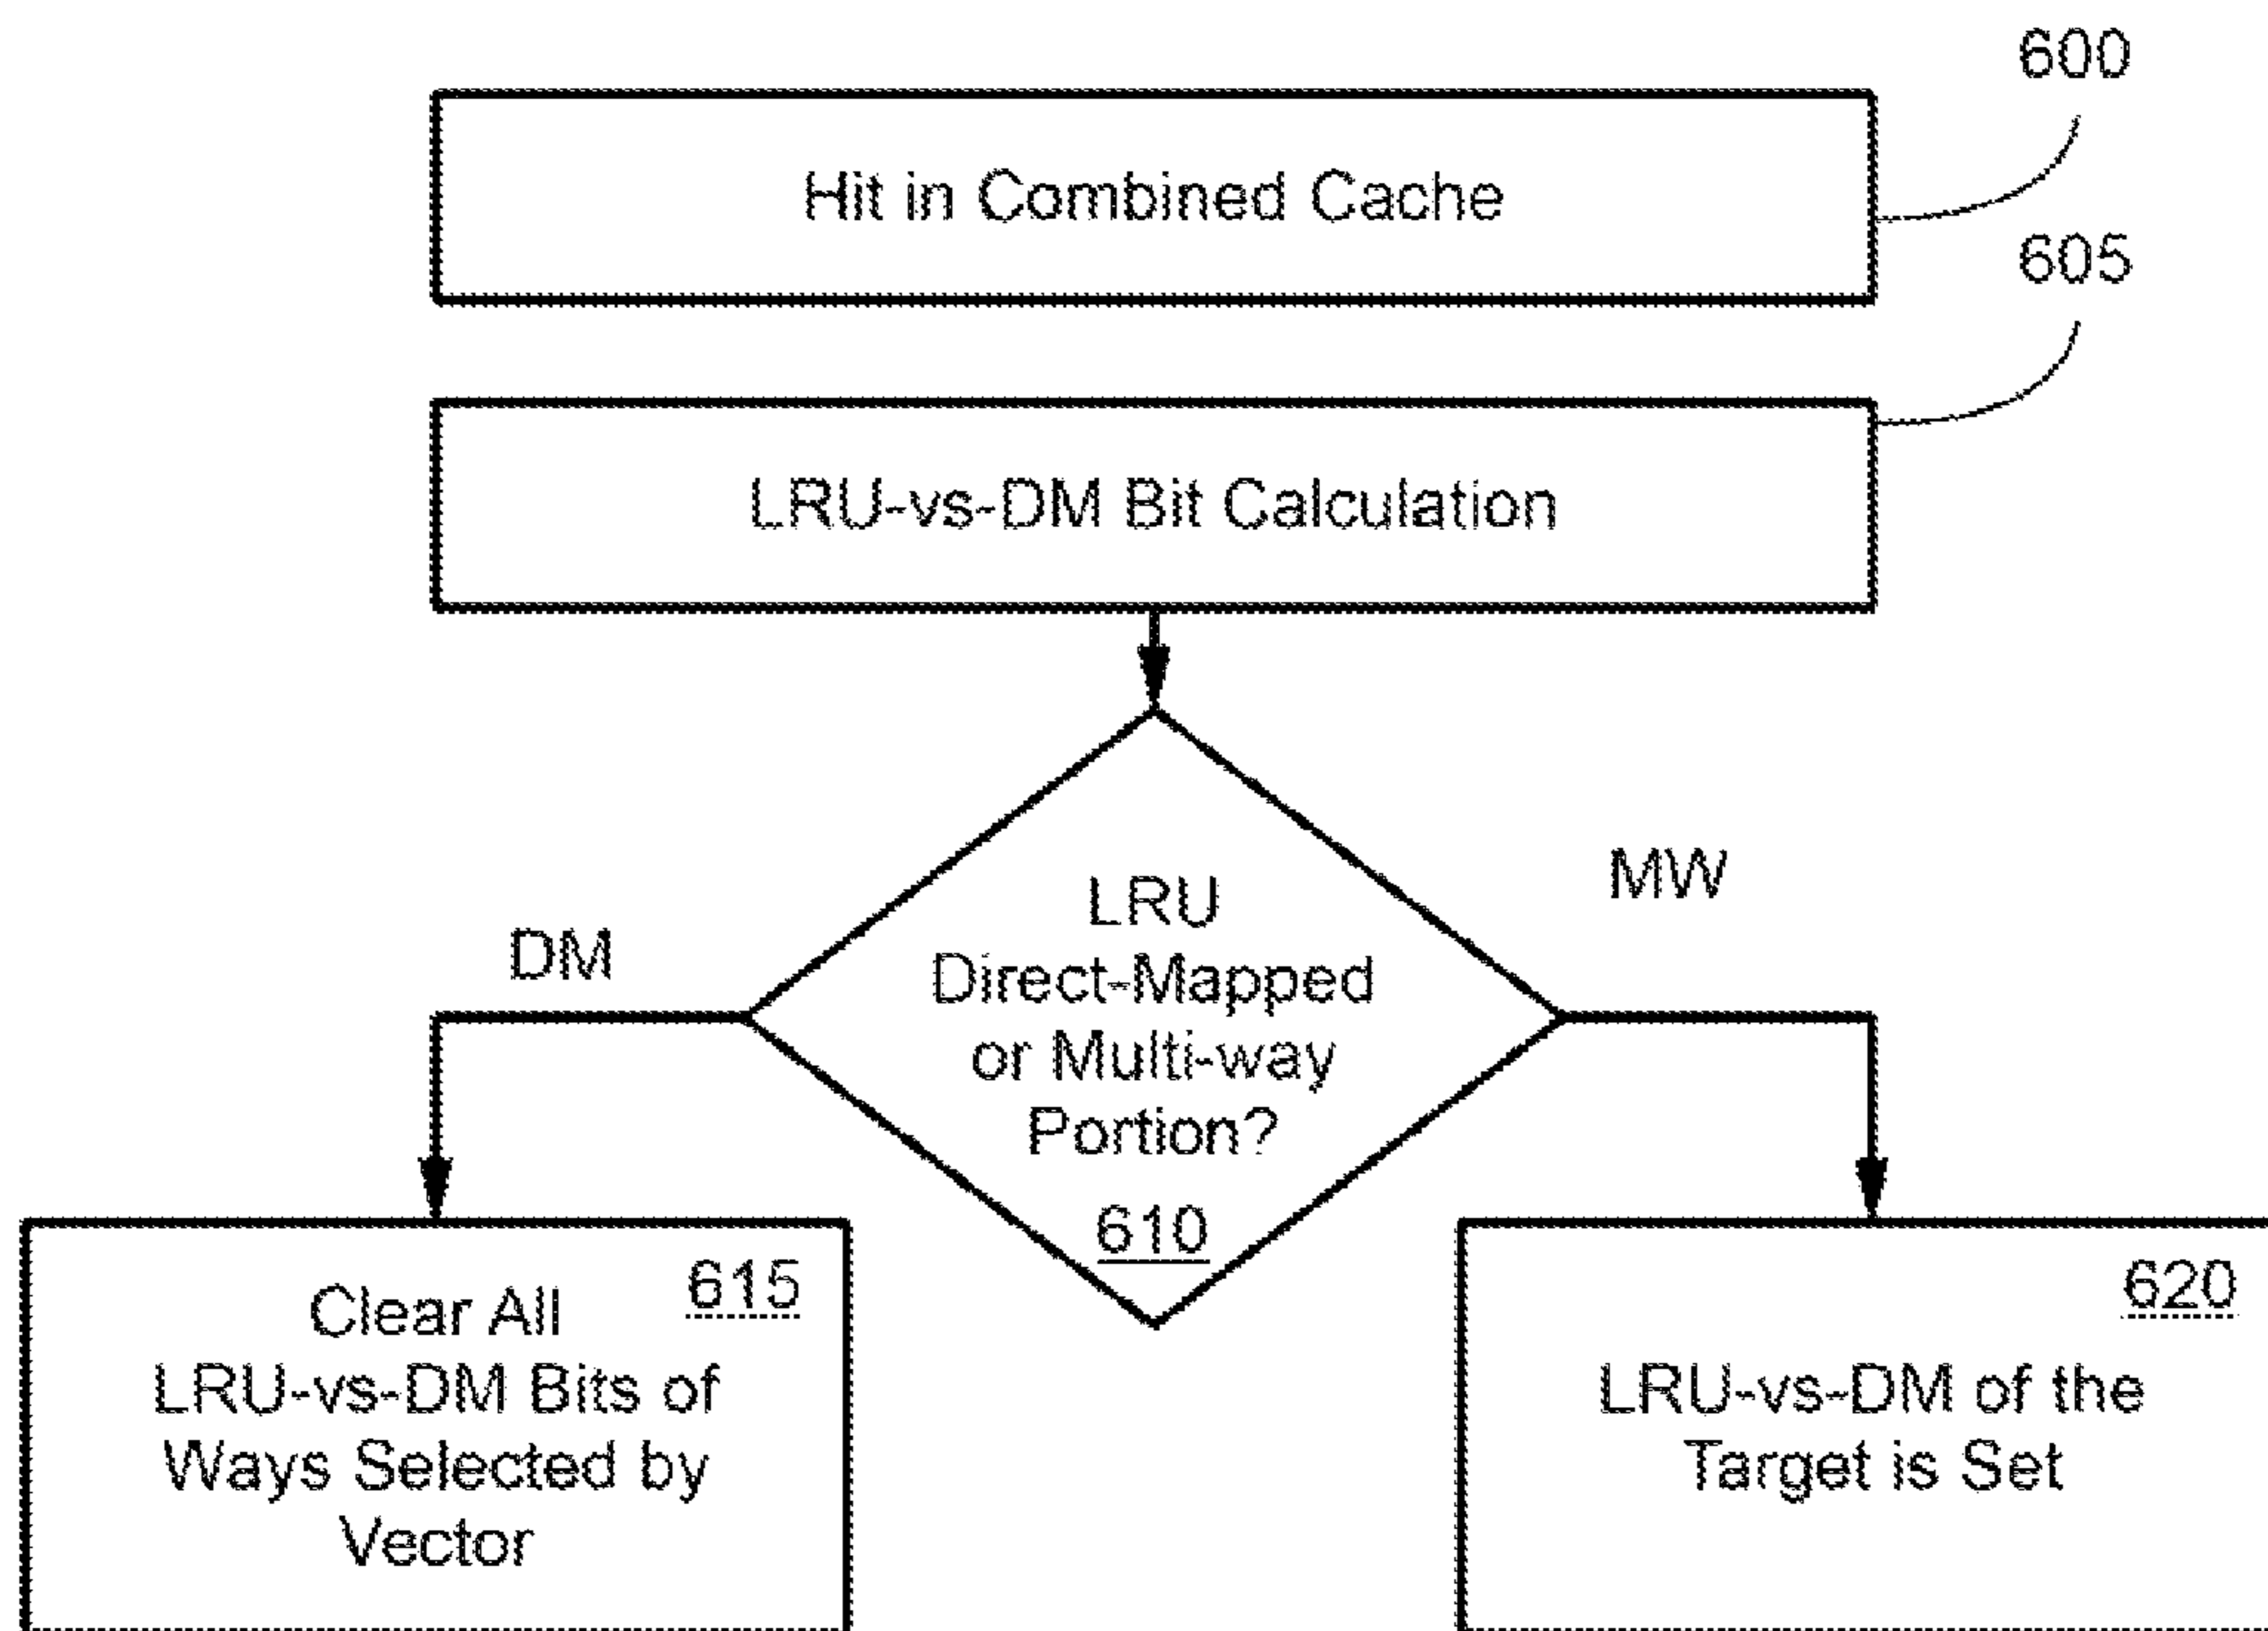 600
Hit in Combined Cache
605
LRU-vs-DM Bit Calculation
LRU
Direct-Mapped
or Multi-way
Portion?
610
DM
MW
615
Clear All
LRU-vs-DM Bits of
Ways Selected by
Vector
620
LRU-vs-DM of the
Target is Set